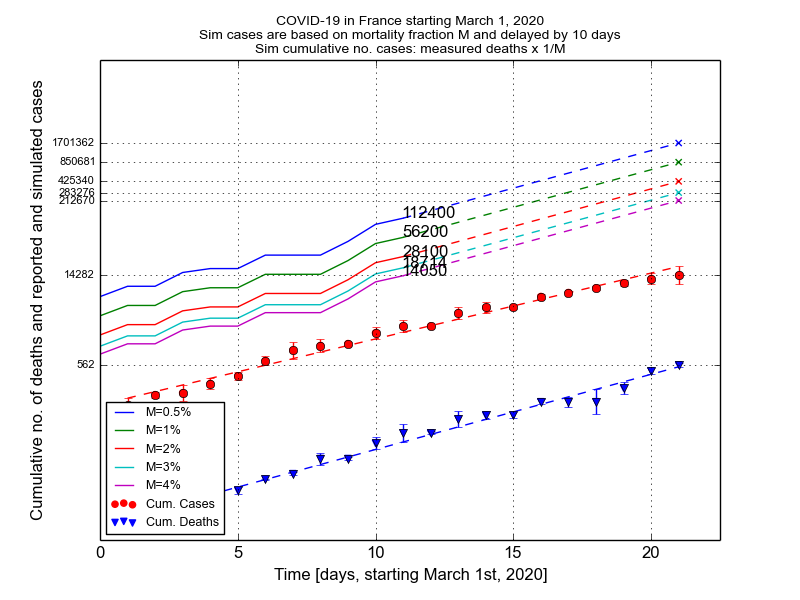 COVID-19 in France starting March 1, 2020
Sim cases are based on mortality fraction M and delayed by 10 days
Sim cumulative no. cases: measured deaths x 1/M
Cumulative no. of deaths and reported and simulated cases
1701362
850681
425340
283276
212670
14282
562
112400
56200
28100
18714
14050
M=0.5%
M=1%
M=2%
M=3%
M=4%
Cum. Cases
Cum. Deaths
0 5 10 15 20
Time [days, starting March 1st, 2020]